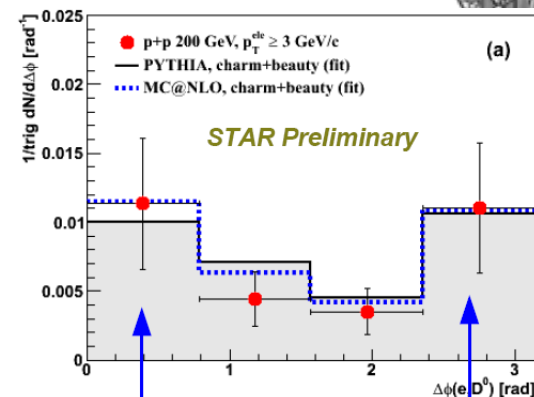 0.025
0.02
0.015
0.01
0.005
0
1/trig dN/dΔϕ [rad⁻¹]
p+p 200 GeV, p_T^ele ≥ 3 GeV/c
(a)
PYTHIA, charm+beauty (fit)
MC@NLO, charm+beauty (fit)
STAR Preliminary
0 1 2 3
Δϕ(e,D⁰) [rad]